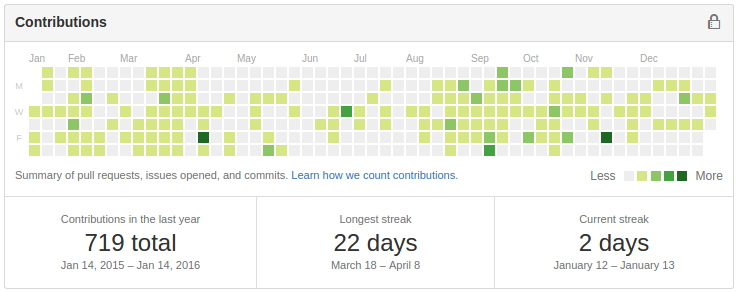 Contributions
Jan Feb Mar Apr May Jun Jul Aug Sep Oct Nov Dec
M
W
F
Summary of pull requests, issues opened, and commits. Learn how we count contributions.
Less More
Contributions in the last year
719 total
Jan 14, 2015 – Jan 14, 2016
Longest streak
22 days
March 18 – April 8
Current streak
2 days
January 12 – January 13